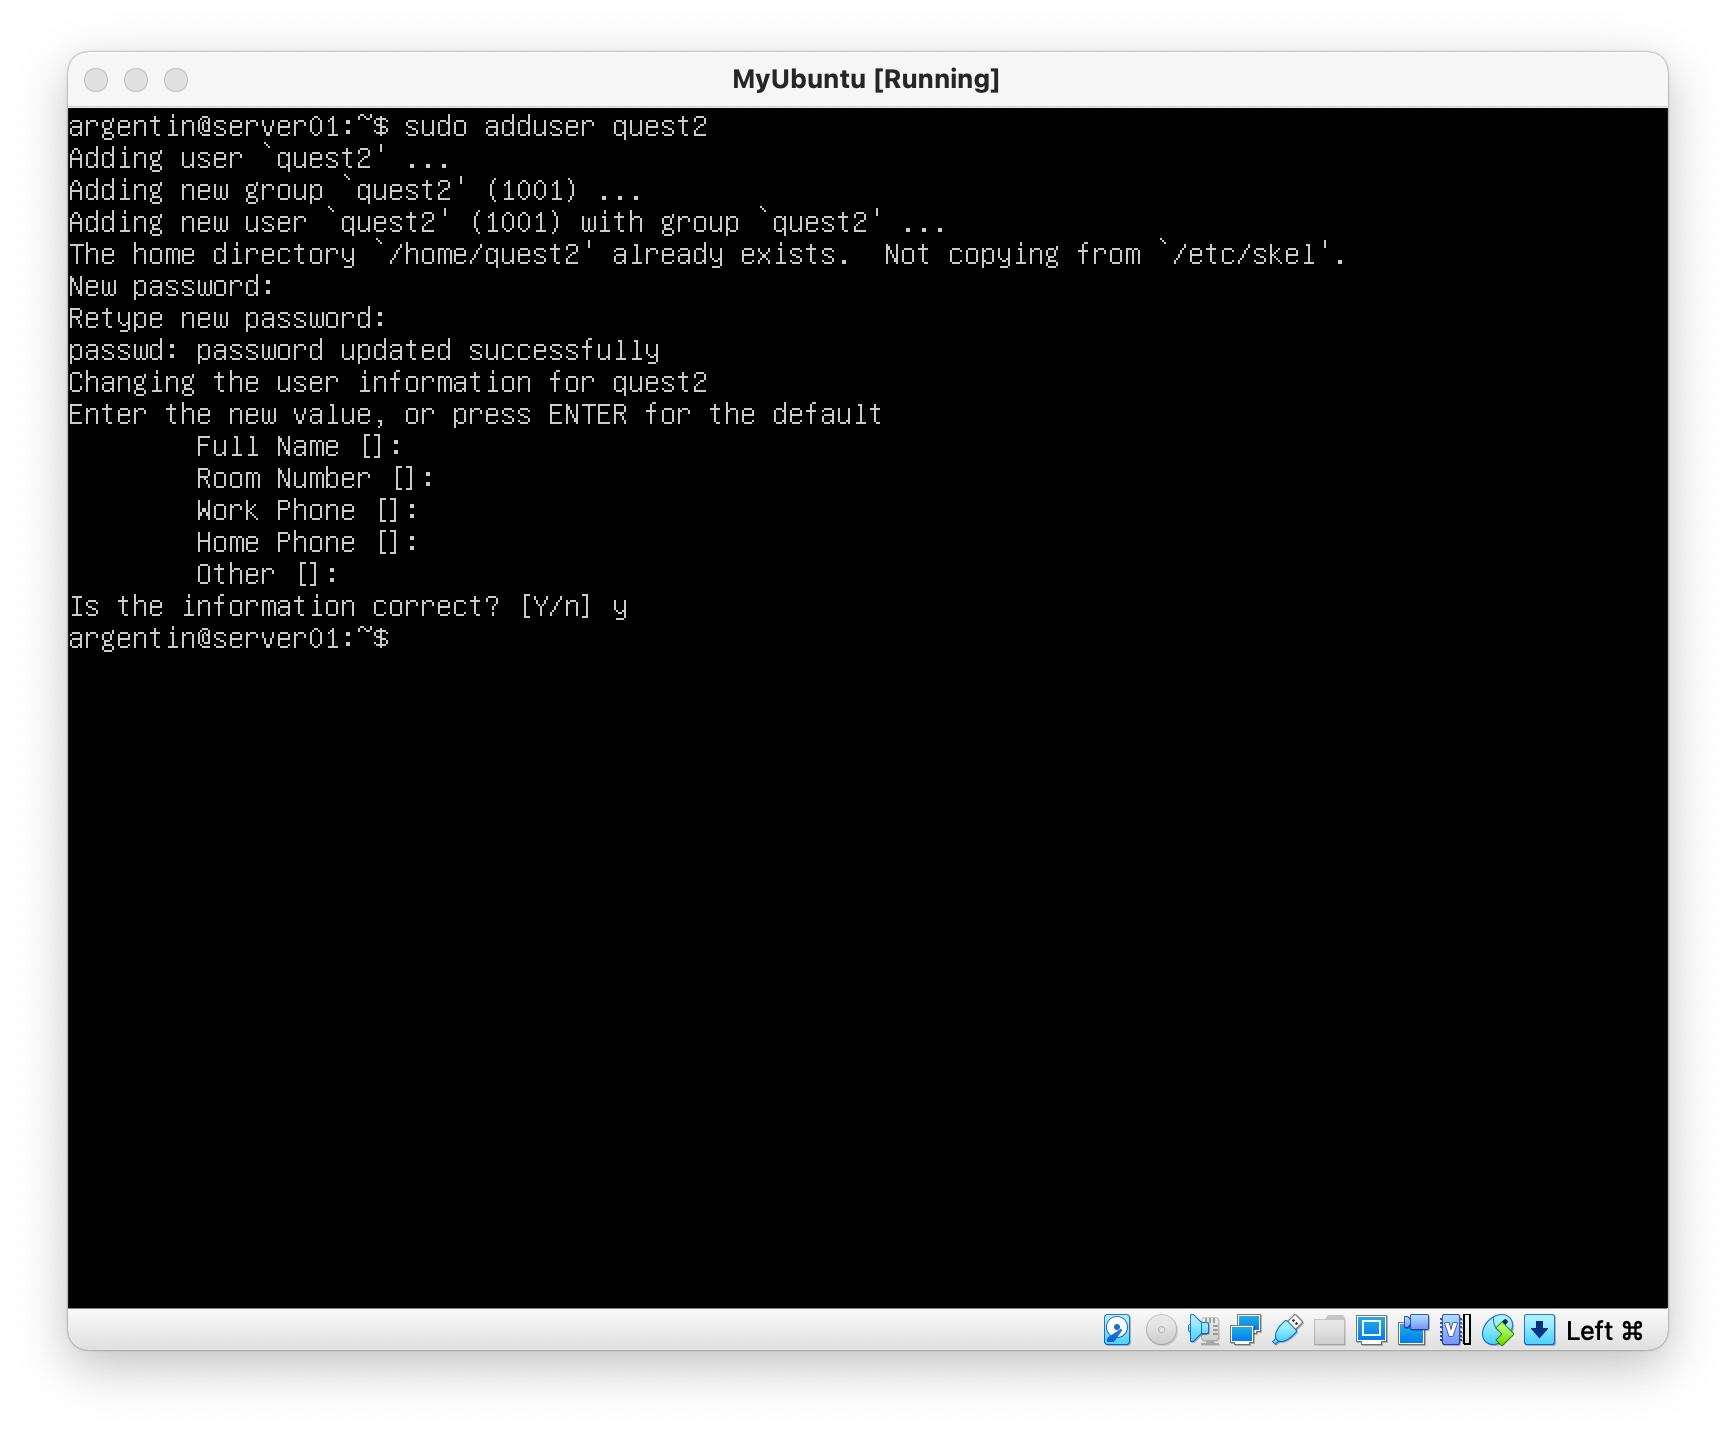 MyUbuntu [Running]
argentin@server01:~$ sudo adduser quest2
Adding user `quest2' ...
Adding new group `quest2' (1001) ...
Adding new user `quest2' (1001) with group `quest2' ...
The home directory `/home/quest2' already exists.  Not copying from `/etc/skel'.
New password:
Retype new password:
passwd: password updated successfully
Changing the user information for quest2
Enter the new value, or press ENTER for the default
        Full Name []:
        Room Number []:
        Work Phone []:
        Home Phone []:
        Other []:
Is the information correct? [Y/n] y
argentin@server01:~$
Left ⌘